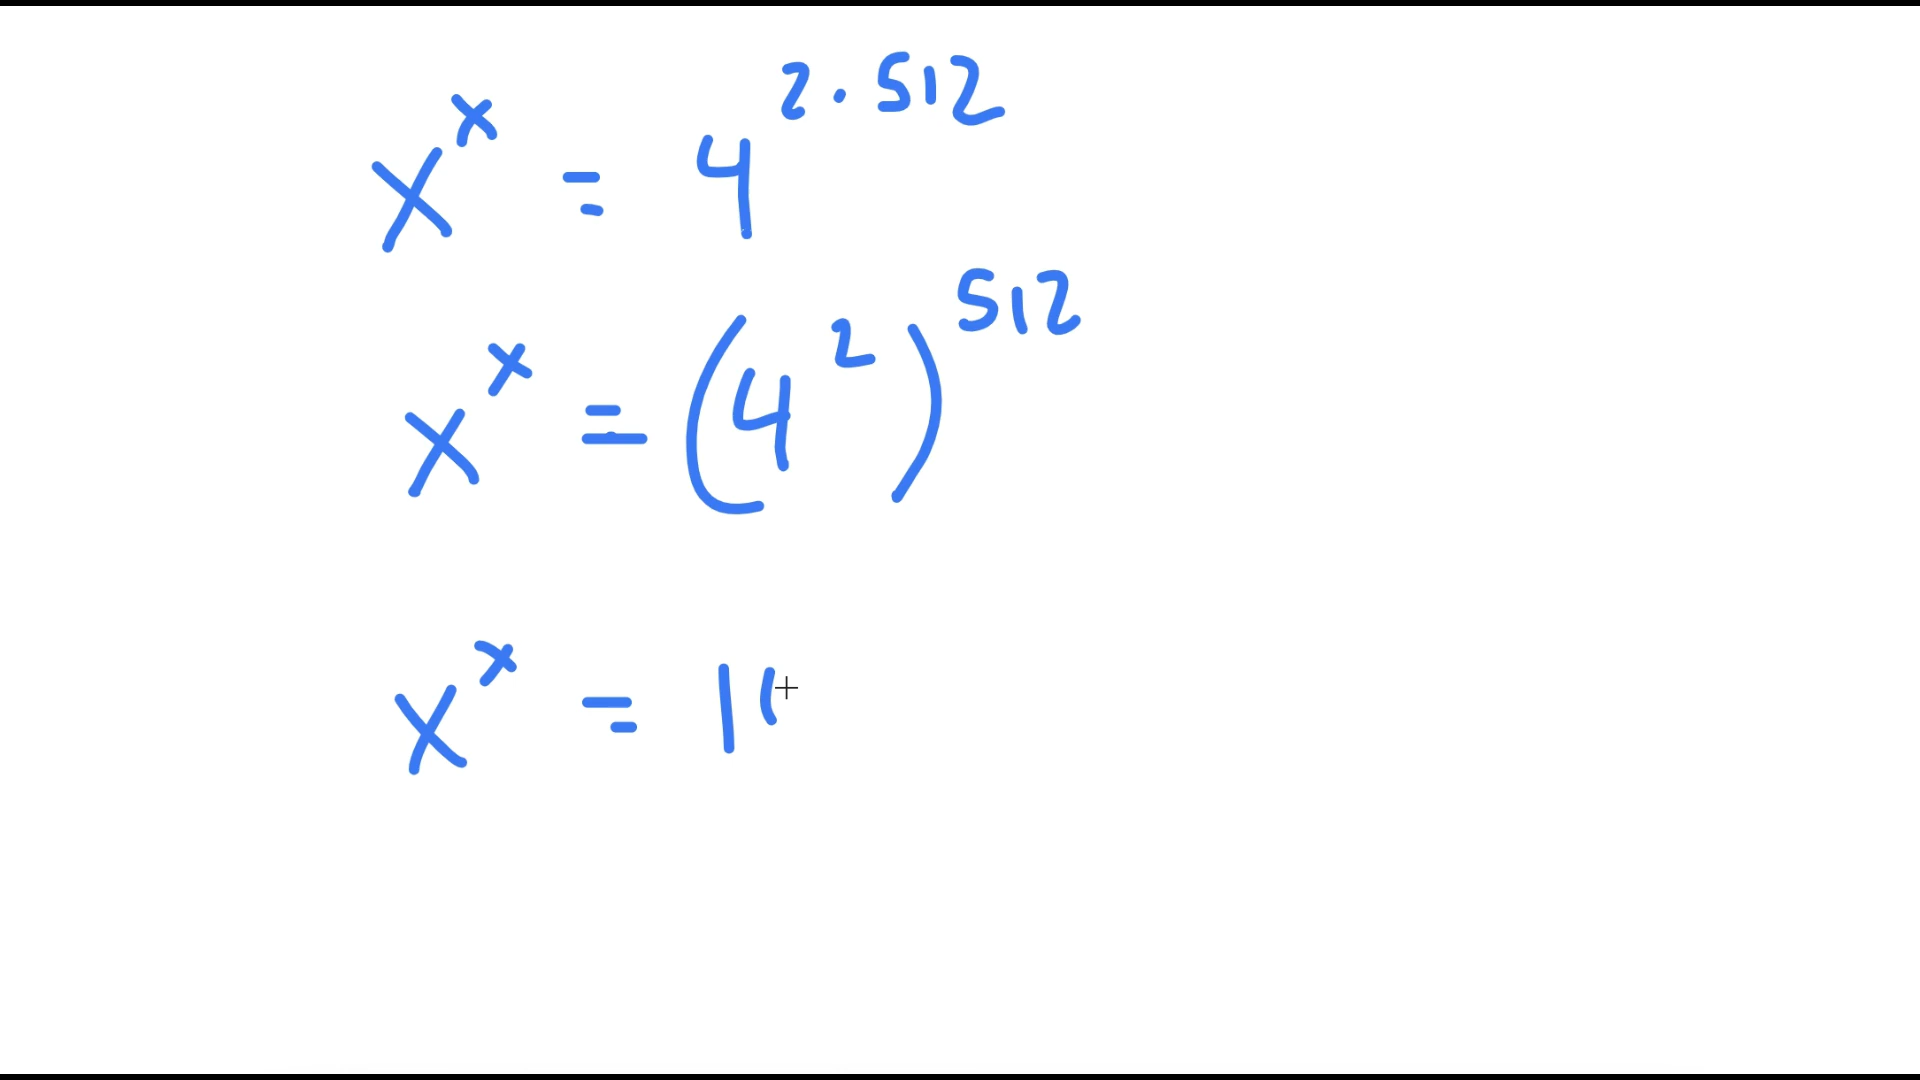 x^x = 4^{2·512}
x^x = (4^2)^{512}
x^x = 1